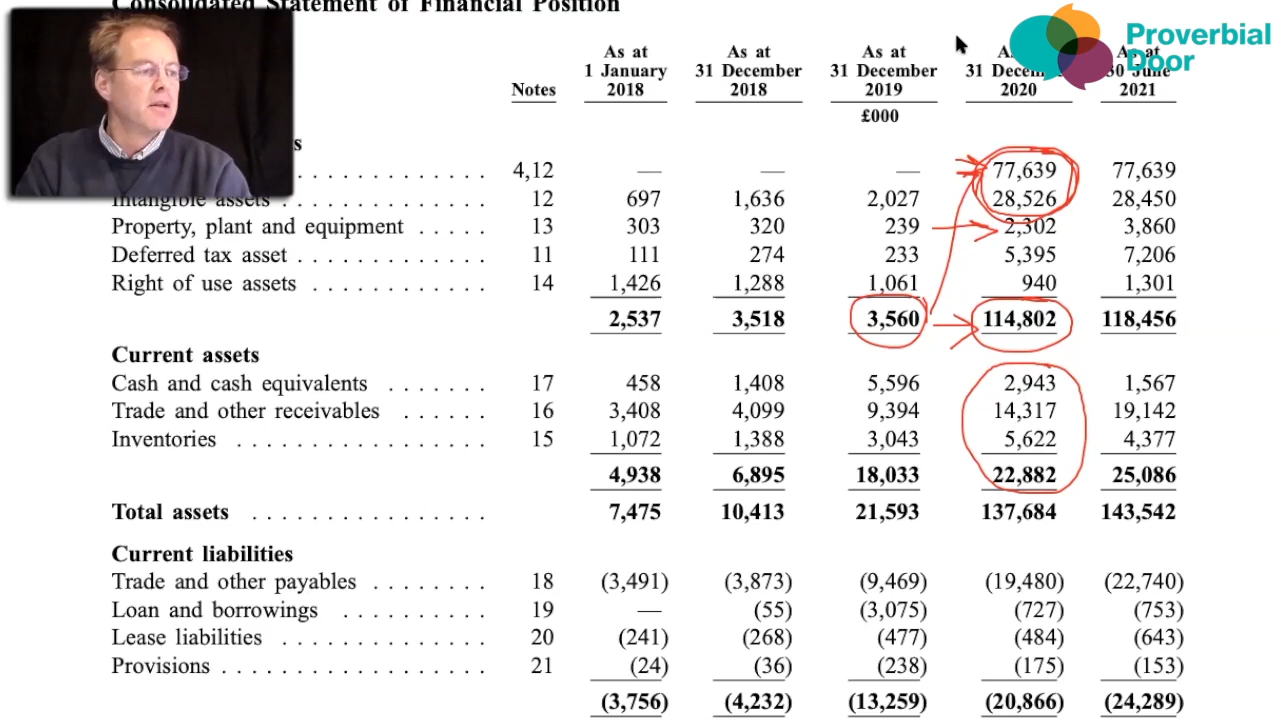 Consolidated Statement of Financial Position
Proverbial Door
Notes As at 1 January 2018 As at 31 December 2018 As at 31 December 2019 As at 31 2020 As at 30 June 2021
£000
s
4,12 — — — 77,639 77,639
Intangible assets . . . . . . . . . . . . . . 12 697 1,636 2,027 28,526 28,450
Property, plant and equipment . . . . . 13 303 320 239 2,302 3,860
Deferred tax asset . . . . . . . . . . . . . 11 111 274 233 5,395 7,206
Right of use assets . . . . . . . . . . . . 14 1,426 1,288 1,061 940 1,301
2,537 3,518 3,560 114,802 118,456
Current assets
Cash and cash equivalents . . . . . . . 17 458 1,408 5,596 2,943 1,567
Trade and other receivables . . . . . . 16 3,408 4,099 9,394 14,317 19,142
Inventories . . . . . . . . . . . . . . . . . 15 1,072 1,388 3,043 5,622 4,377
4,938 6,895 18,033 22,882 25,086
Total assets . . . . . . . . . . . . . . . . 7,475 10,413 21,593 137,684 143,542
Current liabilities
Trade and other payables . . . . . . . . 18 (3,491) (3,873) (9,469) (19,480) (22,740)
Loan and borrowings . . . . . . . . . . 19 — (55) (3,075) (727) (753)
Lease liabilities . . . . . . . . . . . . . . 20 (241) (268) (477) (484) (643)
Provisions . . . . . . . . . . . . . . . . . . 21 (24) (36) (238) (175) (153)
(3,756) (4,232) (13,259) (20,866) (24,289)